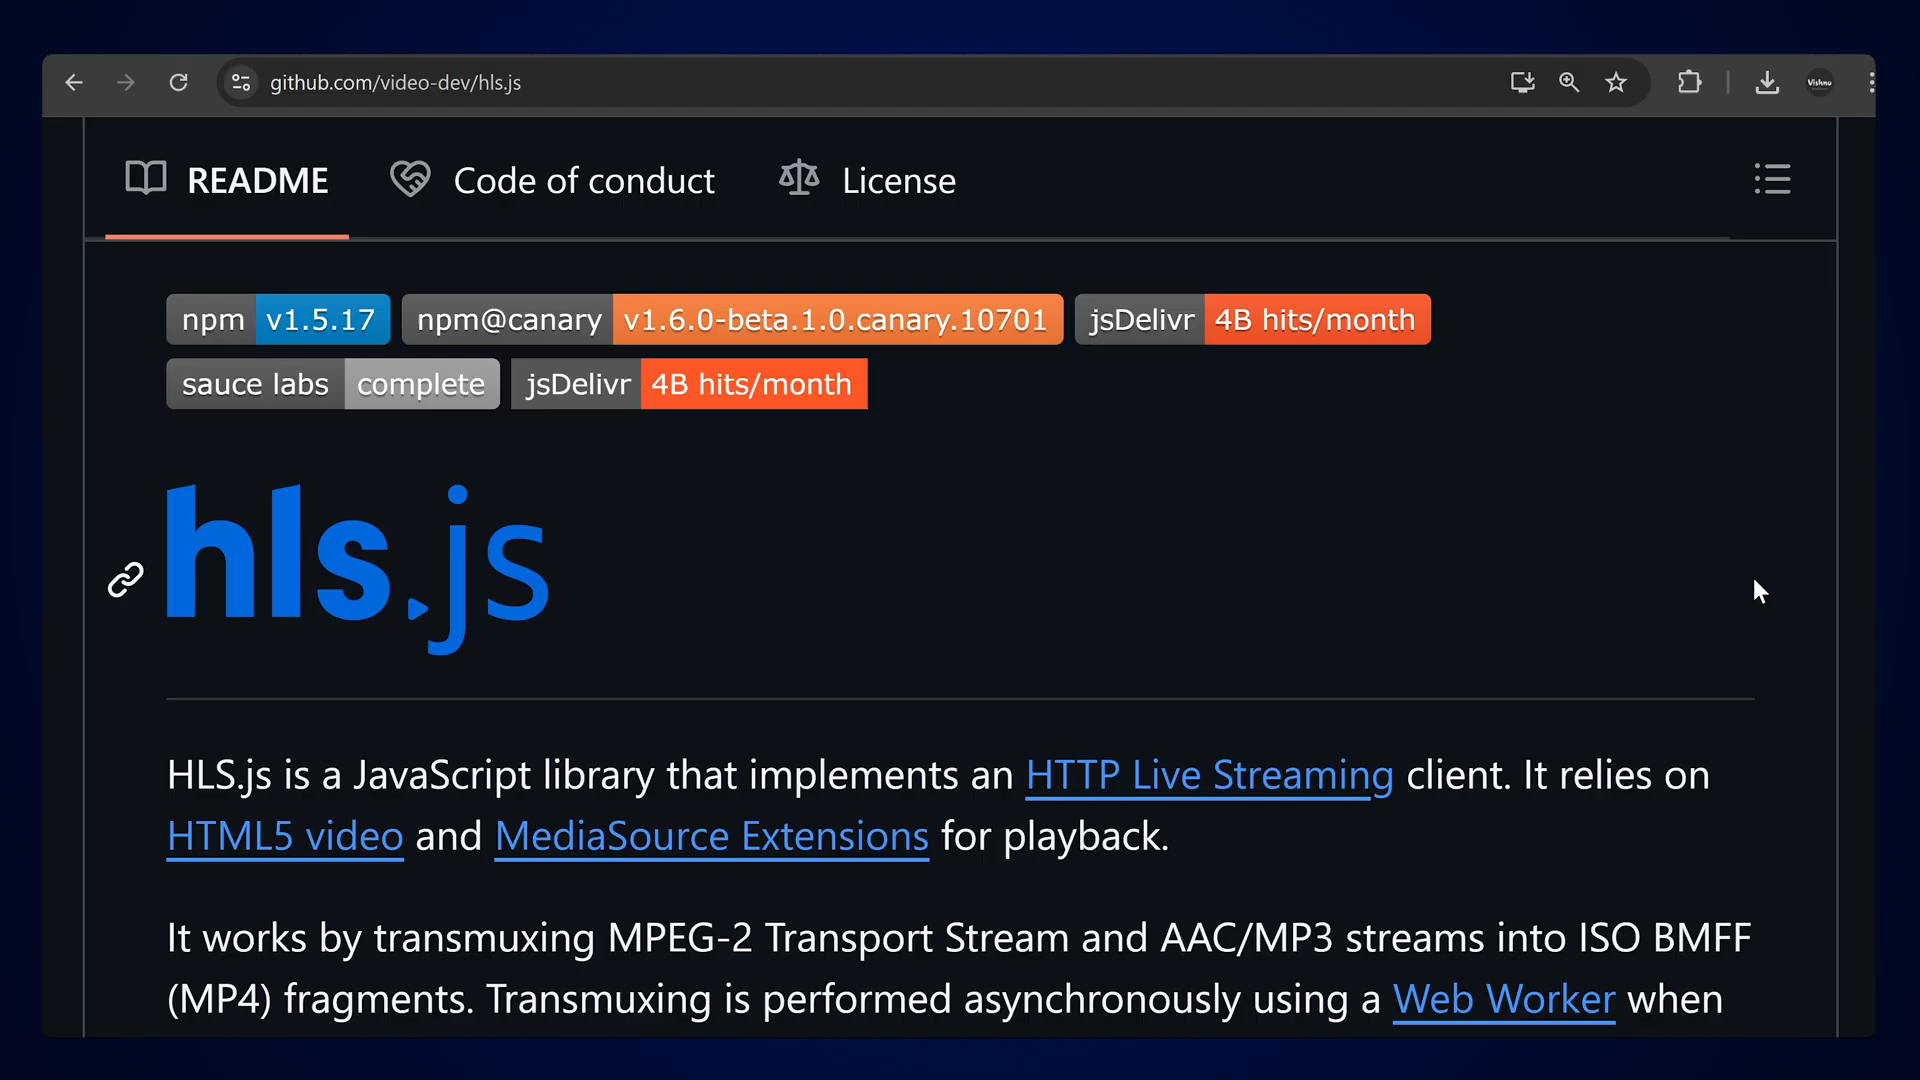 github.com/video-dev/hls.js
Vishnu
README Code of conduct License
npm v1.5.17 npm@canary v1.6.0-beta.1.0.canary.10701 jsDelivr 4B hits/month
sauce labs complete jsDelivr 4B hits/month
hls.js
HLS.js is a JavaScript library that implements an HTTP Live Streaming client. It relies on
HTML5 video and MediaSource Extensions for playback.
It works by transmuxing MPEG-2 Transport Stream and AAC/MP3 streams into ISO BMFF
(MP4) fragments. Transmuxing is performed asynchronously using a Web Worker when